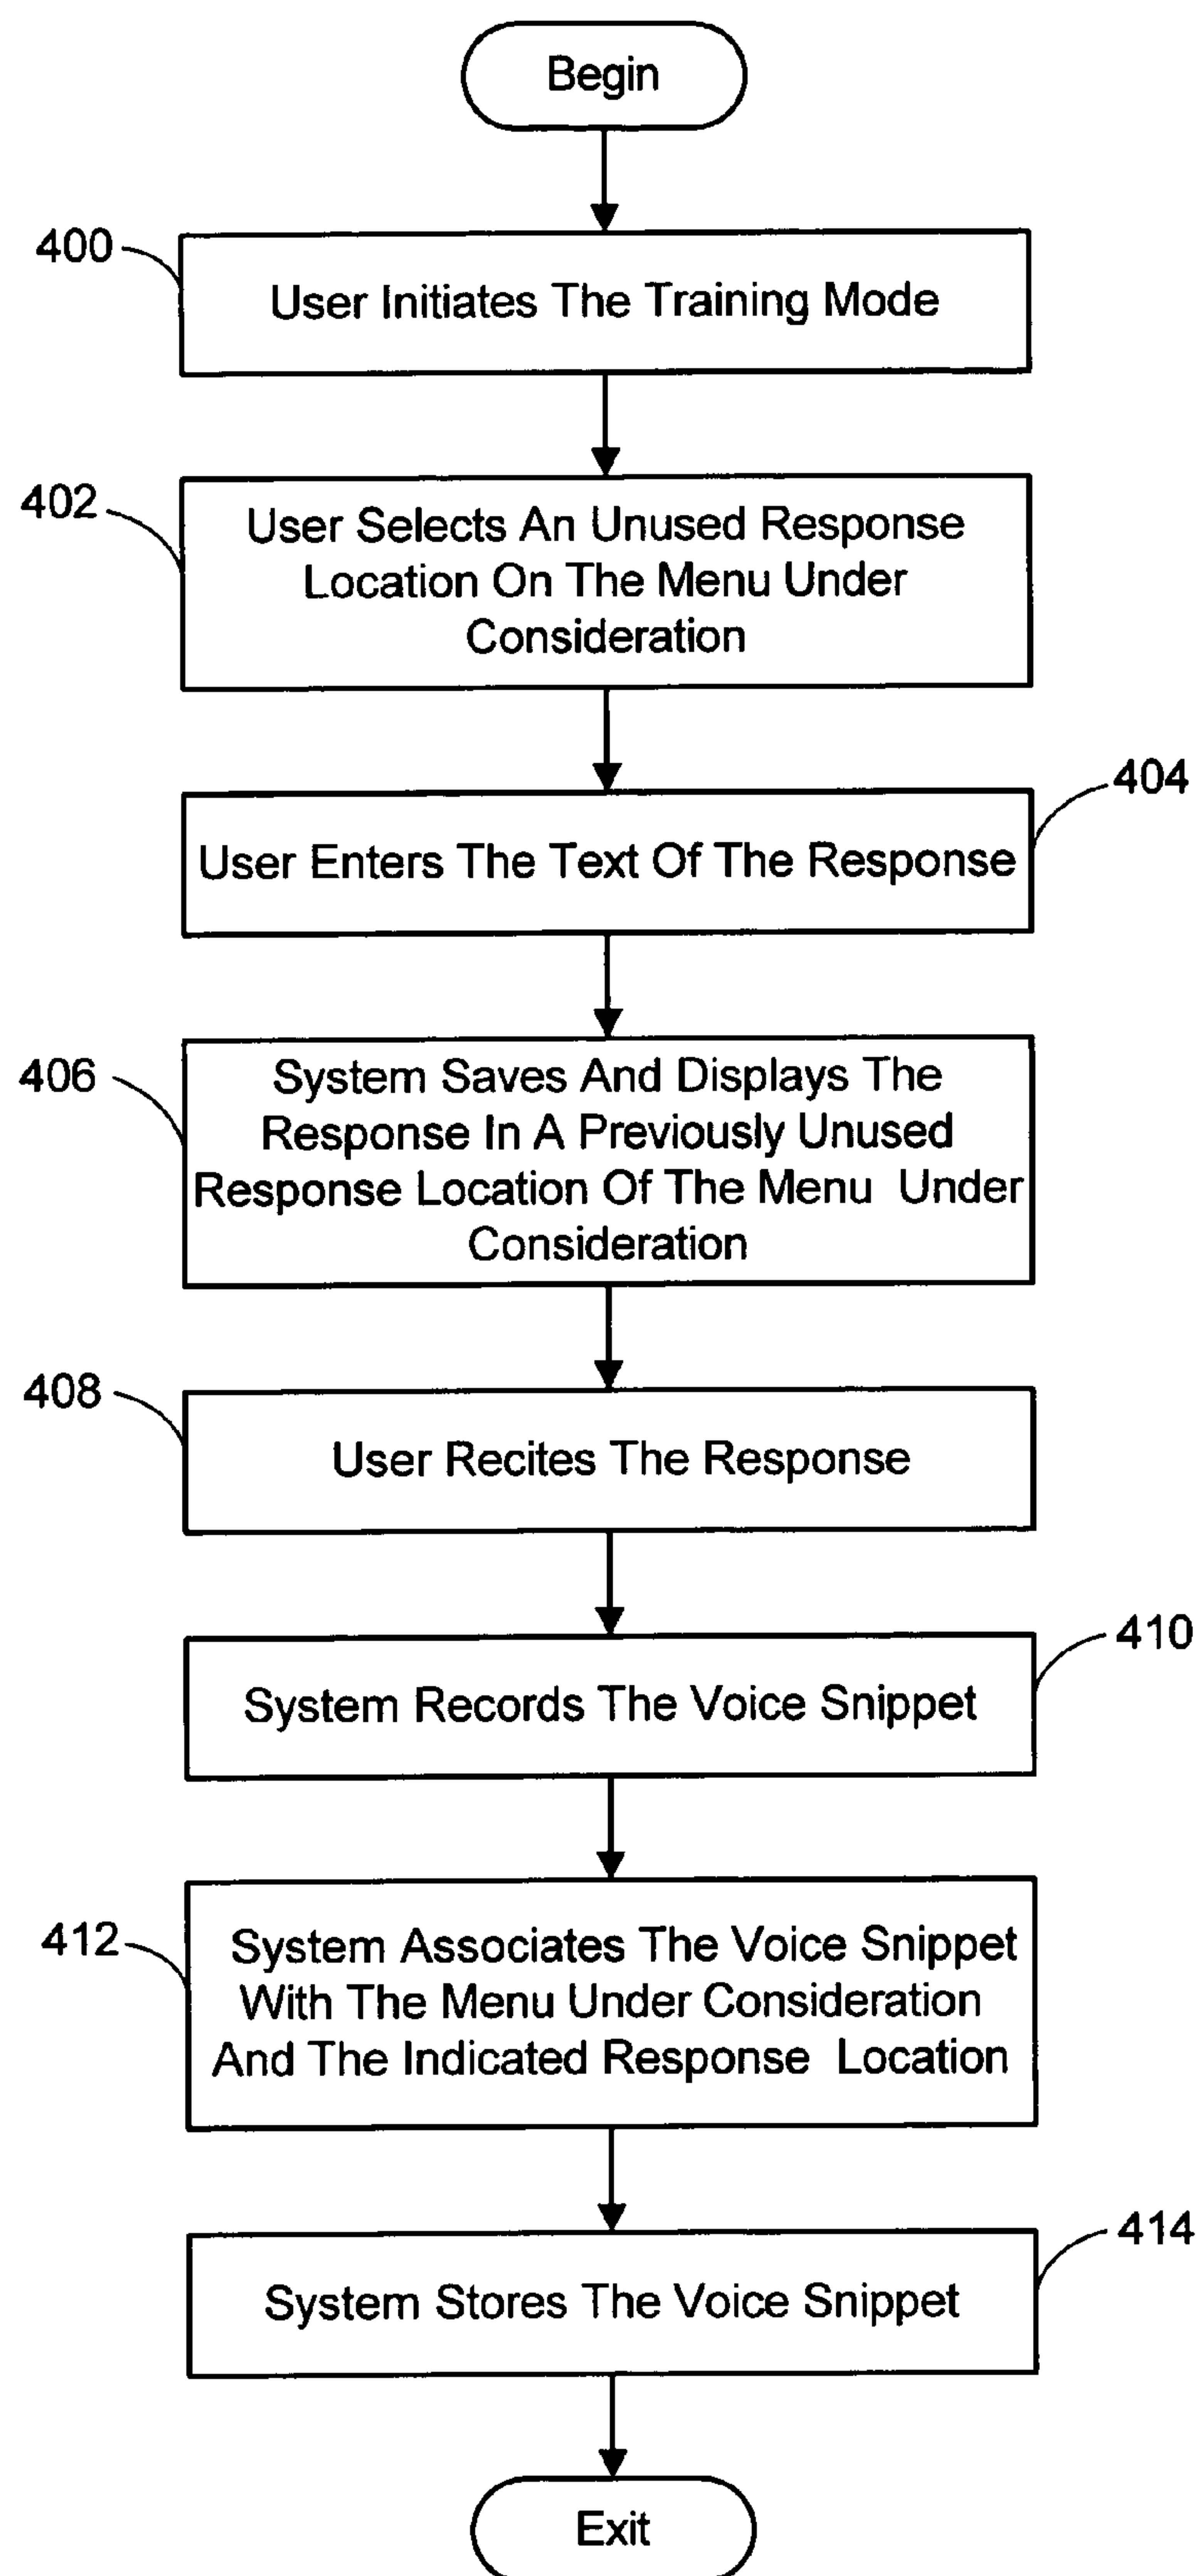 Begin
400
User Initiates The Training Mode
402
User Selects An Unused Response
Location On The Menu Under
Consideration
404
User Enters The Text Of The Response
406
System Saves And Displays The
Response In A Previously Unused
Response Location Of The Menu Under
Consideration
408
User Recites The Response
410
System Records The Voice Snippet
412
System Associates The Voice Snippet
With The Menu Under Consideration
And The Indicated Response Location
414
System Stores The Voice Snippet
Exit